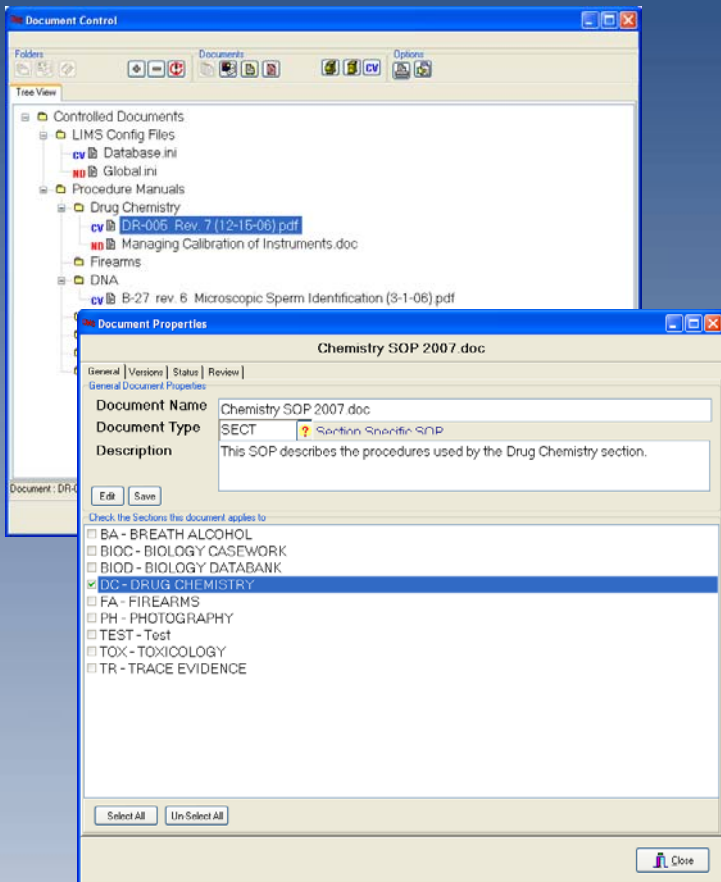 Document Control
Folders
Documents
Options
CV
Tree View
Controlled Documents
LIMS Config Files
CV Database.ini
ND Global.ini
Procedure Manuals
Drug Chemistry
CV DR-005 Rev. 7 (12-15-06).pdf
ND Managing Calibration of Instruments.doc
Firearms
DNA
CV B-27 rev. 6 Microscopic Sperm Identification (3-1-06).pdf
Document : DR-0
Document Properties
Chemistry SOP 2007.doc
General Versions Status Review
General Document Properties
Document Name Chemistry SOP 2007.doc
Document Type SECT ? Section Specific SOP
Description This SOP describes the procedures used by the Drug Chemistry section.
Edit Save
Check the Sections this document applies to
BA - BREATH ALCOHOL
BIOC - BIOLOGY CASEWORK
BIOD - BIOLOGY DATABANK
DC - DRUG CHEMISTRY
FA - FIREARMS
PH - PHOTOGRAPHY
TEST - Test
TOX - TOXICOLOGY
TR - TRACE EVIDENCE
Select All Un-Select All
Close